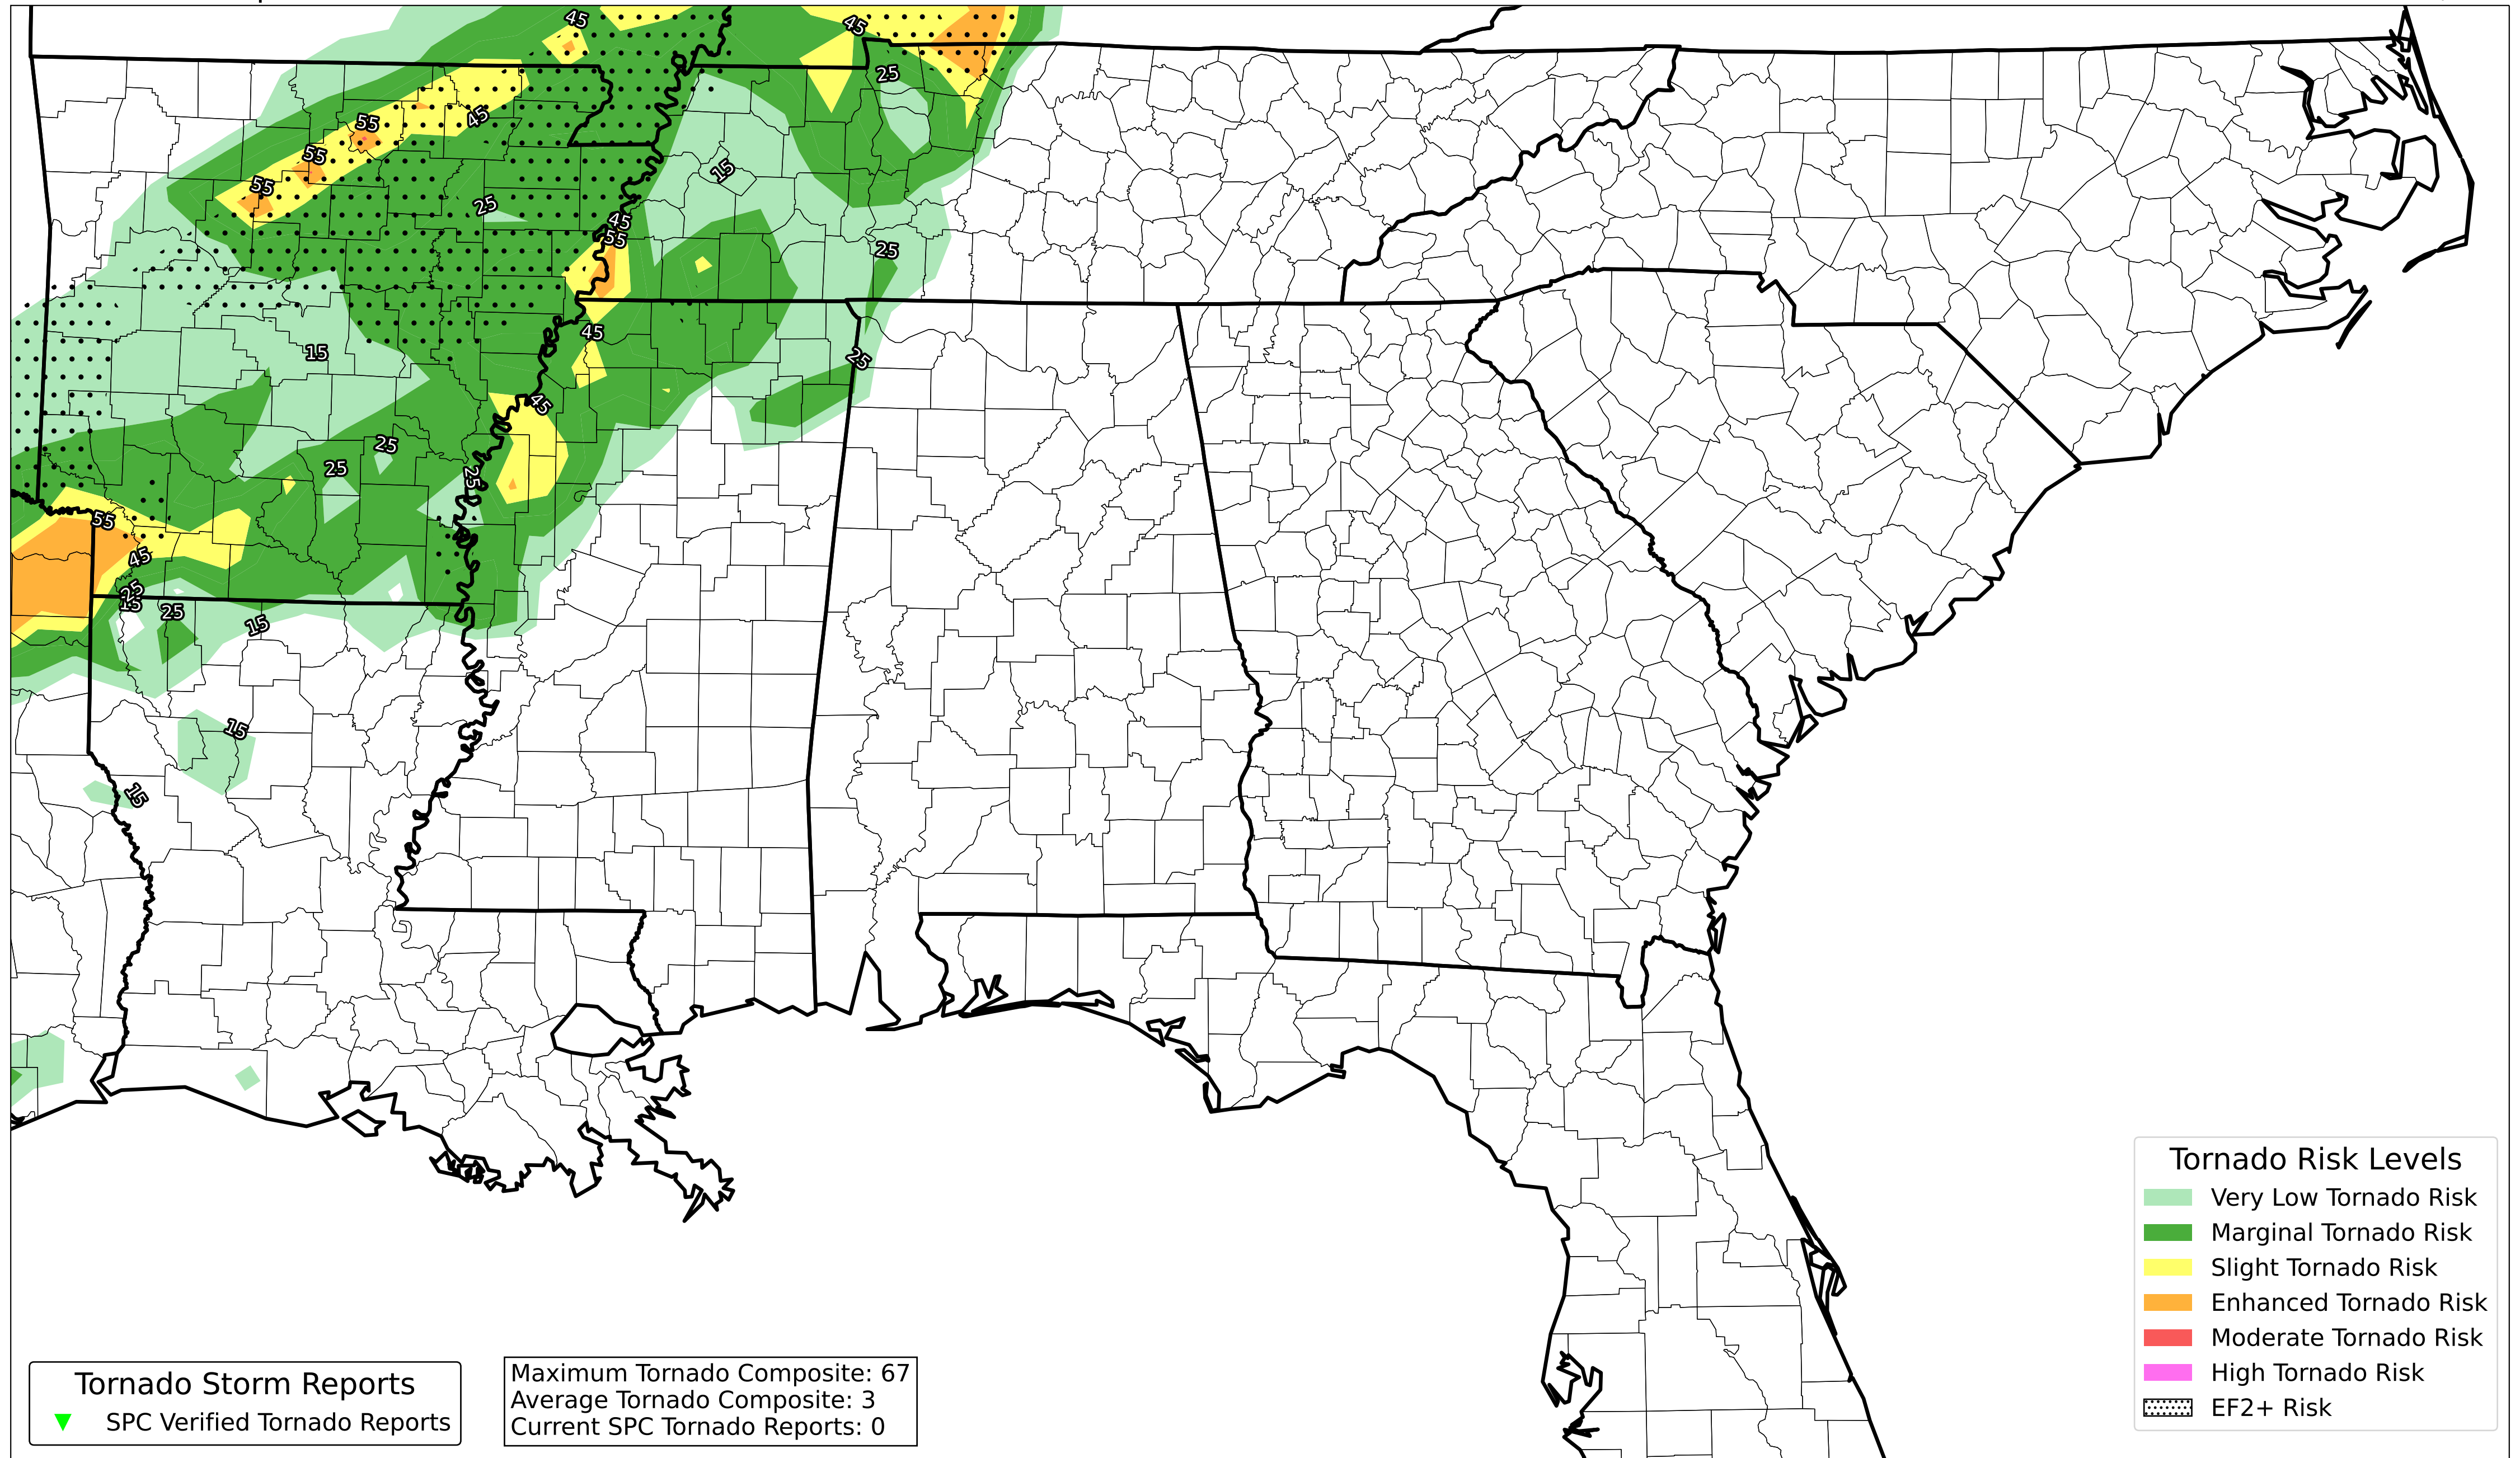 45
45
25
55
45
55
15
55
25
45
55
25
45
25
15
45
25
25
25
55
45
25
15
25
15
15
15
Tornado Risk Levels
Very Low Tornado Risk
Marginal Tornado Risk
Slight Tornado Risk
Enhanced Tornado Risk
Moderate Tornado Risk
High Tornado Risk
EF2+ Risk
Tornado Storm Reports
SPC Verified Tornado Reports
Maximum Tornado Composite: 67
Average Tornado Composite: 3
Current SPC Tornado Reports: 0